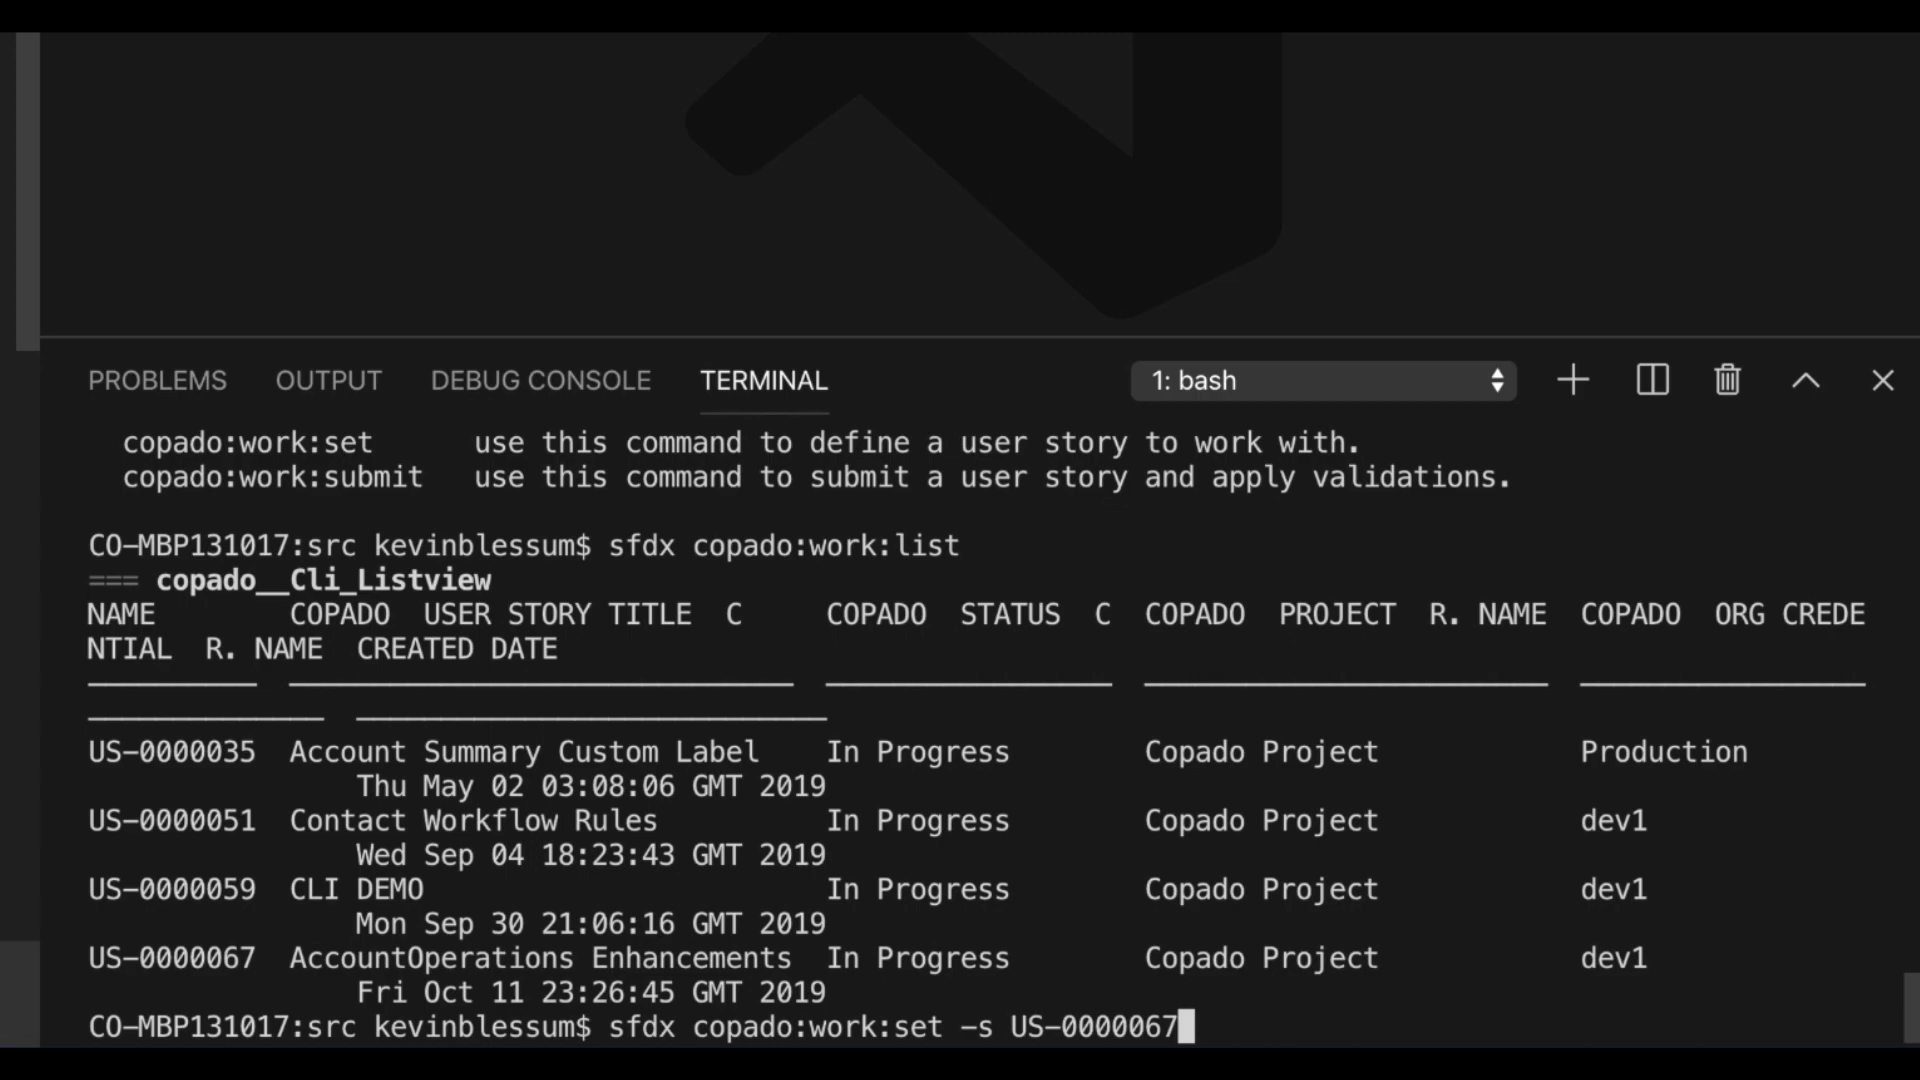 PROBLEMS OUTPUT DEBUG CONSOLE TERMINAL 1: bash
copado:work:set use this command to define a user story to work with.
copado:work:submit use this command to submit a user story and apply validations.
CO-MBP131017:src kevinblessum$ sfdx copado:work:list
=== copado__Cli_Listview
NAME COPADO USER STORY TITLE C COPADO STATUS C COPADO PROJECT R. NAME COPADO ORG CREDE
NTIAL R. NAME CREATED DATE
US-0000035 Account Summary Custom Label In Progress Copado Project Production
Thu May 02 03:08:06 GMT 2019
US-0000051 Contact Workflow Rules In Progress Copado Project dev1
Wed Sep 04 18:23:43 GMT 2019
US-0000059 CLI DEMO In Progress Copado Project dev1
Mon Sep 30 21:06:16 GMT 2019
US-0000067 AccountOperations Enhancements In Progress Copado Project dev1
Fri Oct 11 23:26:45 GMT 2019
CO-MBP131017:src kevinblessum$ sfdx copado:work:set -s US-0000067